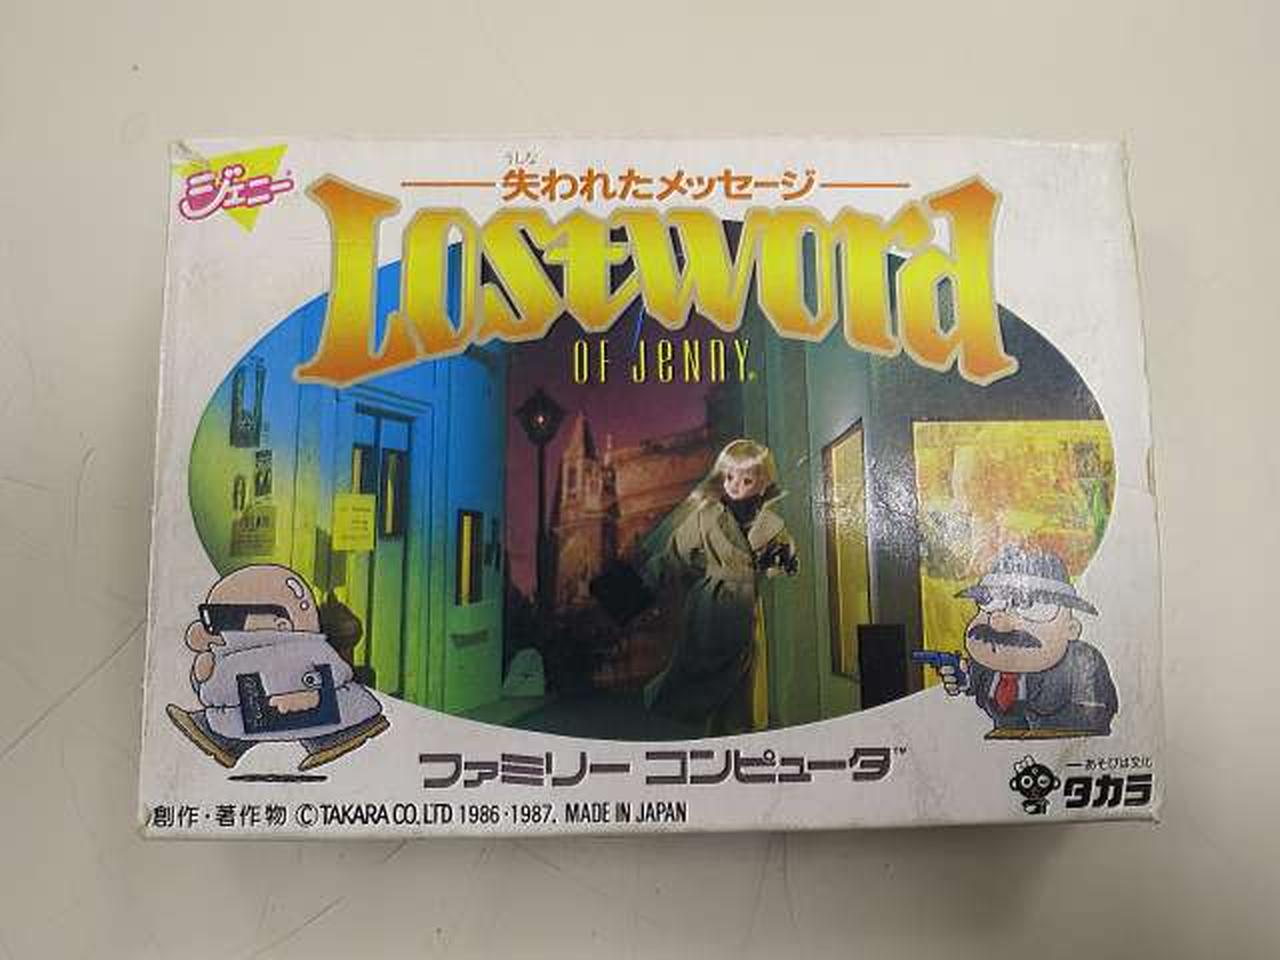 ジェニー
うしな
失われたメッセージ
Lostword
OF JENNY.
ファミリー コンピュータ™
あそびは文化
タカラ
創作・著作物 ©TAKARA CO.LTD 1986・1987. MADE IN JAPAN